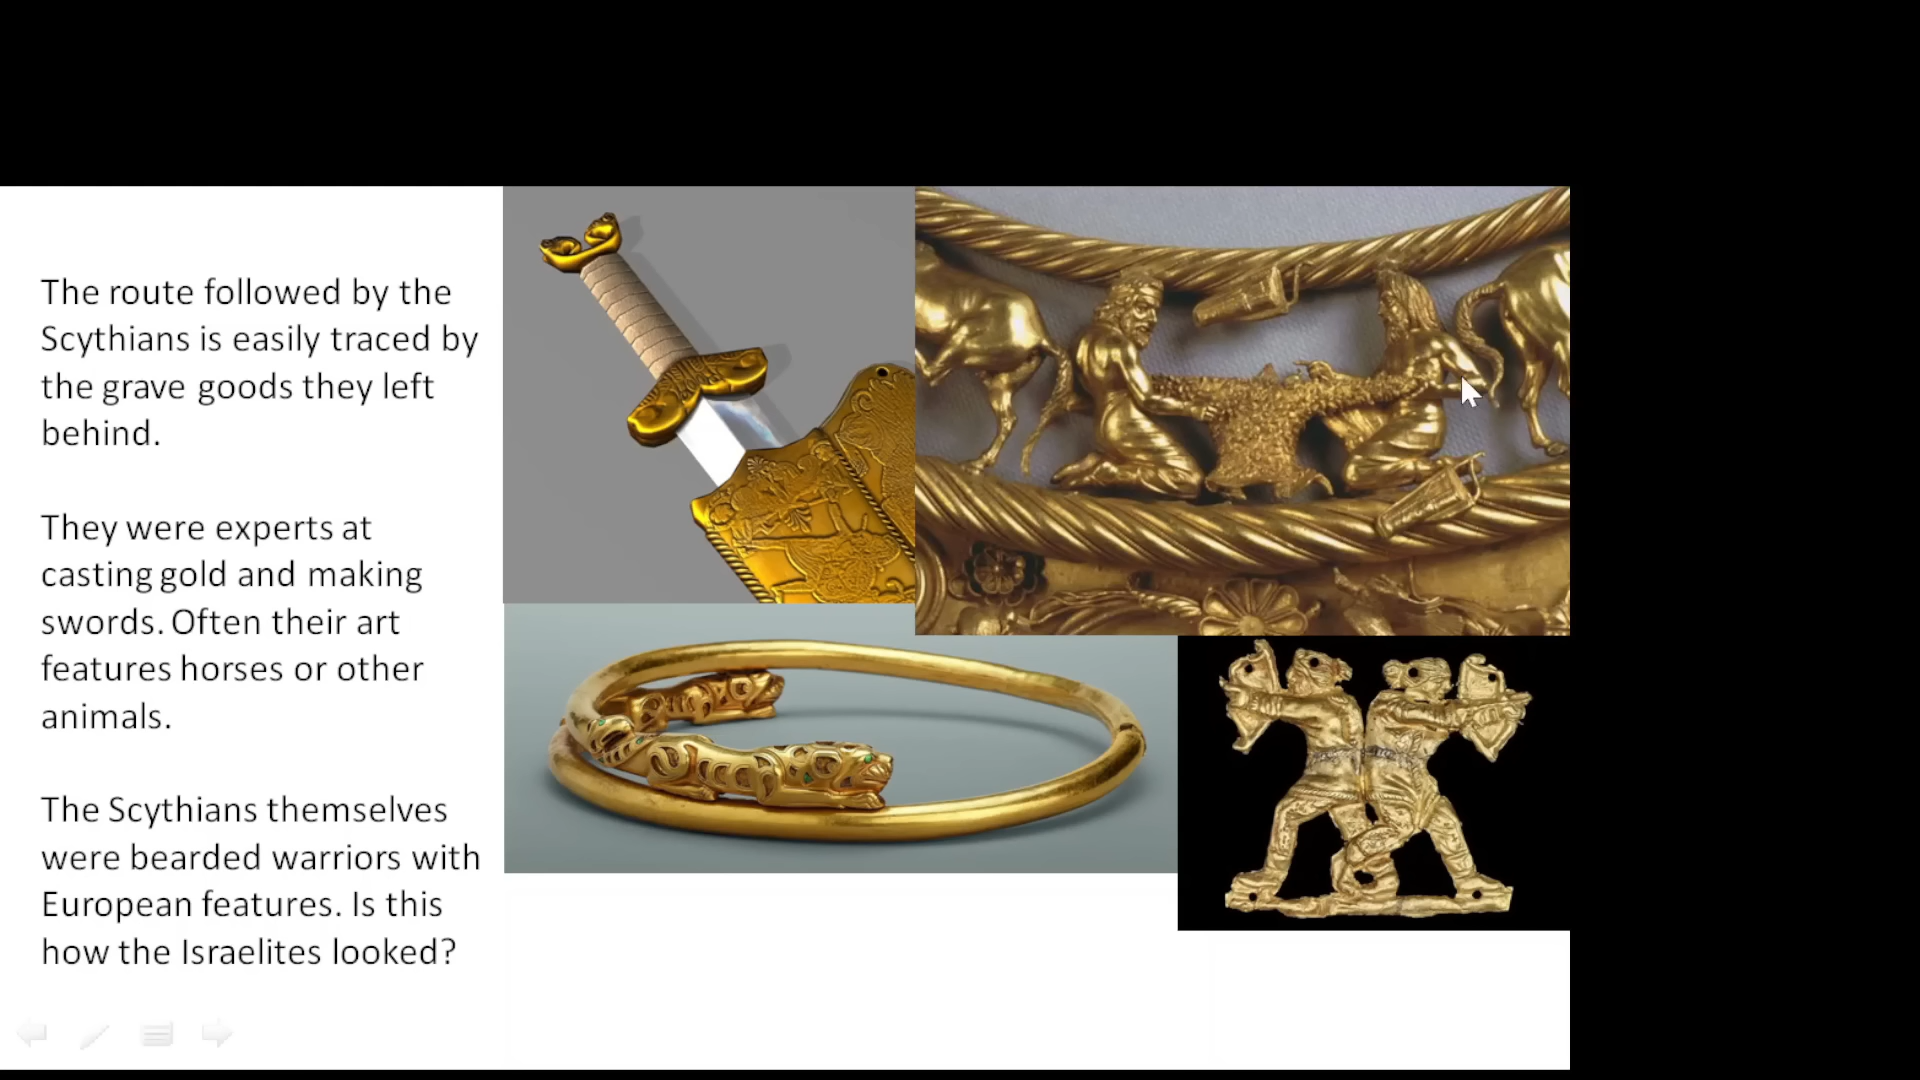 The route followed by the
Scythians is easily traced by
the grave goods they left
behind.
They were experts at
casting gold and making
swords. Often their art
features horses or other
animals.
The Scythians themselves
were bearded warriors with
European features. Is this
how the Israelites looked?